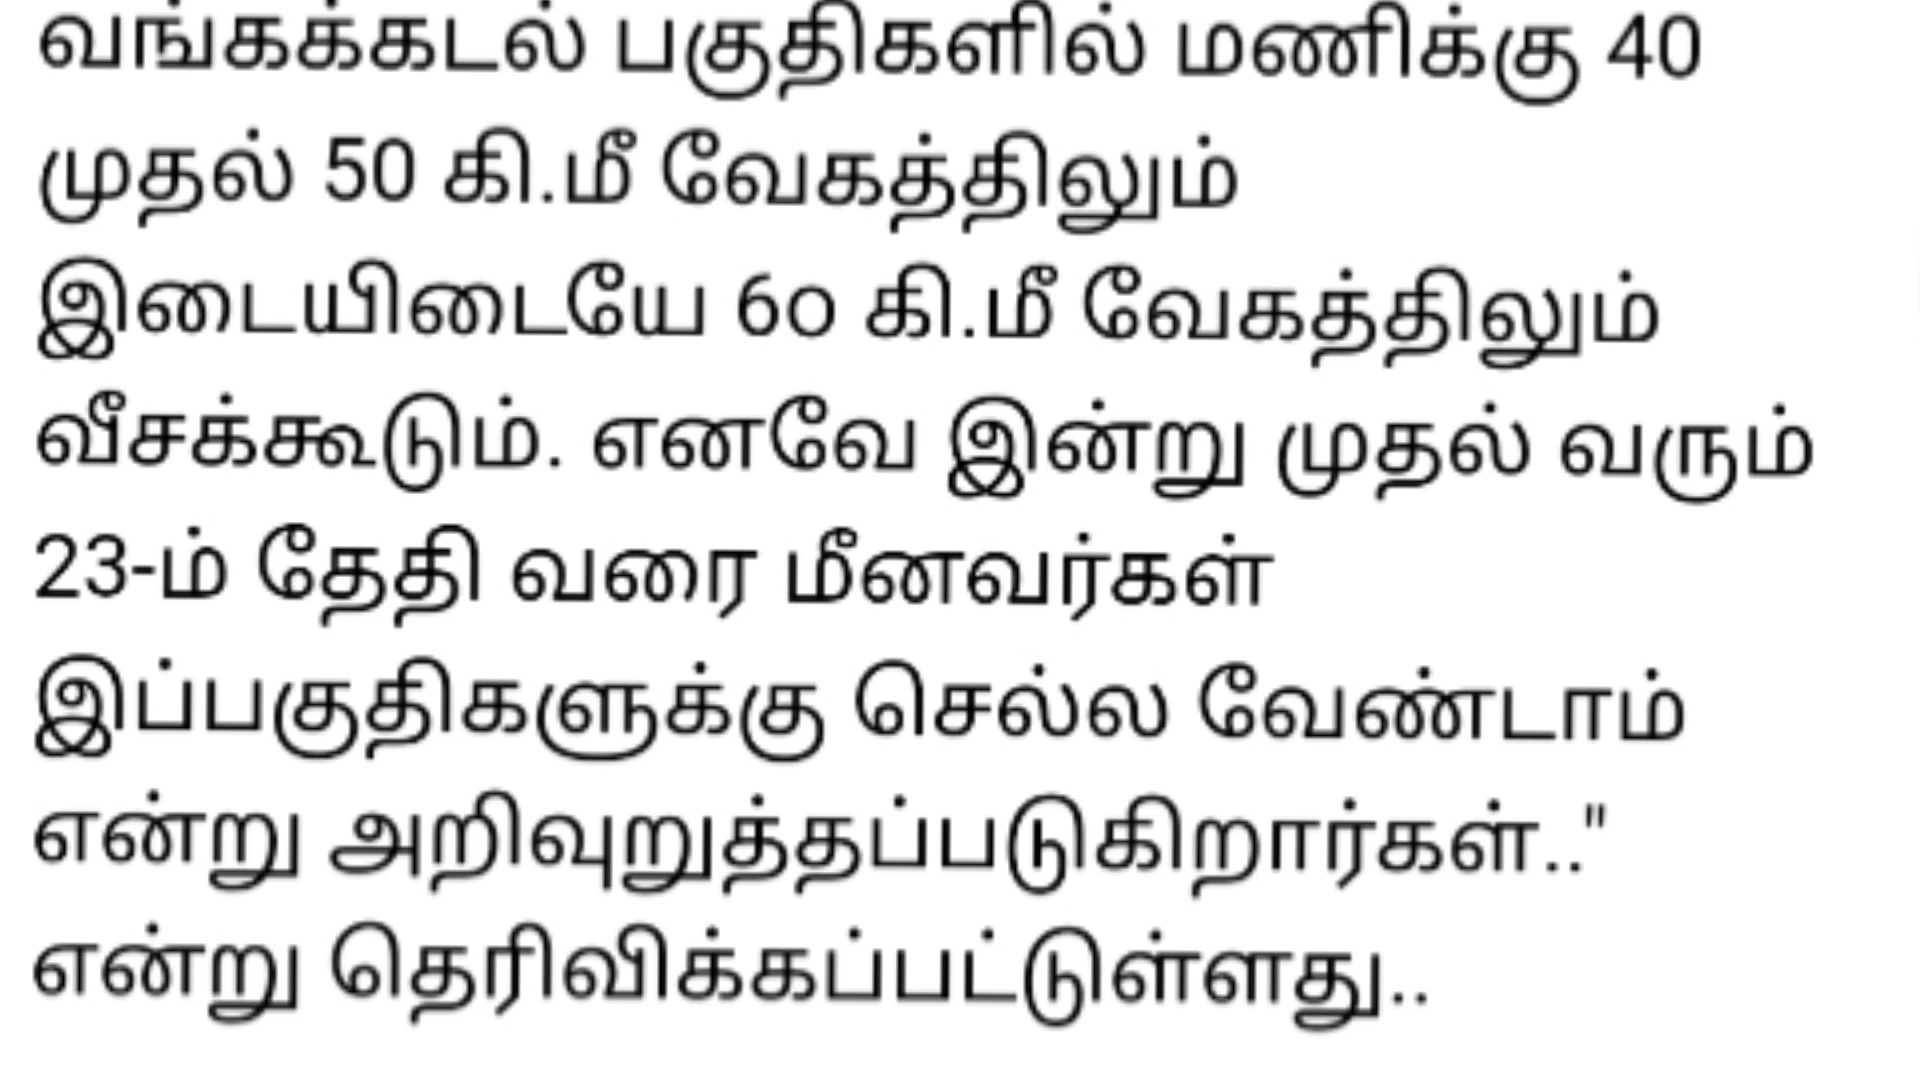 வங்கக்கடல் பகுதிகளில் மணிக்கு 40
முதல் 50 கி.மீ வேகத்திலும்
இடையிடையே 6o கி.மீ வேகத்திலும்
வீசக்கூடும். எனவே இன்று முதல் வரும்
23-ம் தேதி வரை மீனவர்கள்
இப்பகுதிகளுக்கு செல்ல வேண்டாம்
என்று அறிவுறுத்தப்படுகிறார்கள்.."
என்று தெரிவிக்கப்பட்டுள்ளது..